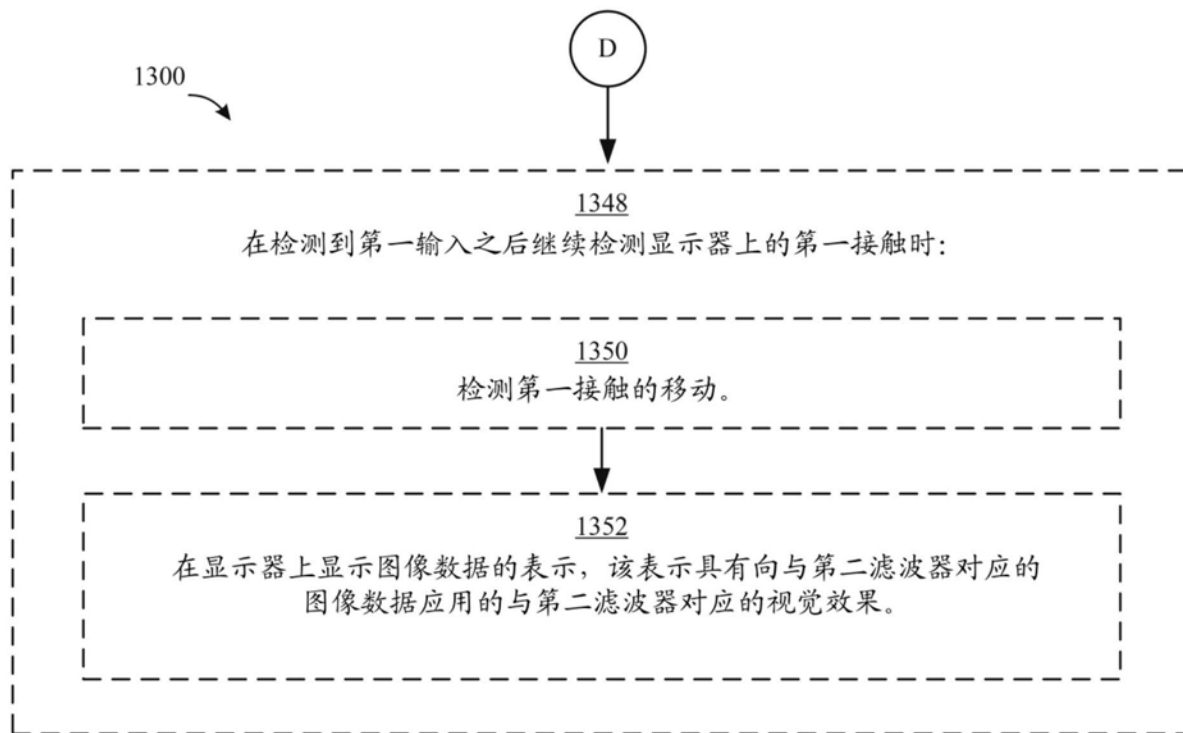 D
1300
1348
在检测到第一输入之后继续检测显示器上的第一接触时:
1350
检测第一接触的移动。
1352
在显示器上显示图像数据的表示，该表示具有向与第二滤波器对应的
图像数据应用的与第二滤波器对应的视觉效果。